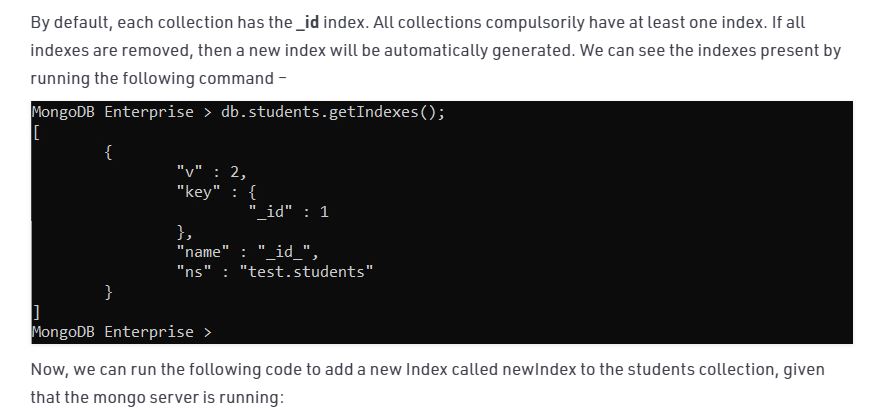 By default, each collection has the _id index. All collections compulsorily have at least one index. If all
indexes are removed, then a new index will be automatically generated. We can see the indexes present by
running the following command –
MongoDB Enterprise > db.students.getIndexes();
[
        {
                "v" : 2,
                "key" : {
                        "_id" : 1
                },
                "name" : "_id_",
                "ns" : "test.students"
        }
]
MongoDB Enterprise >
Now, we can run the following code to add a new Index called newIndex to the students collection, given
that the mongo server is running: